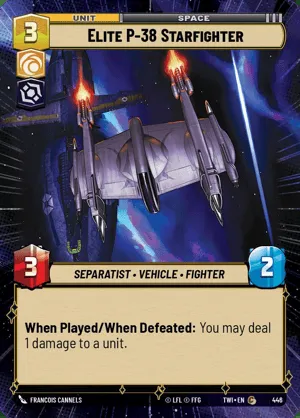 UNIT
SPACE
3
ELITE P-38 STARFIGHTER
3
SEPARATIST • VEHICLE • FIGHTER
2
When Played/When Defeated: You may deal
1 damage to a unit.
FRANCOIS CANNELS
© LFL © FFG
TWI • EN C 446